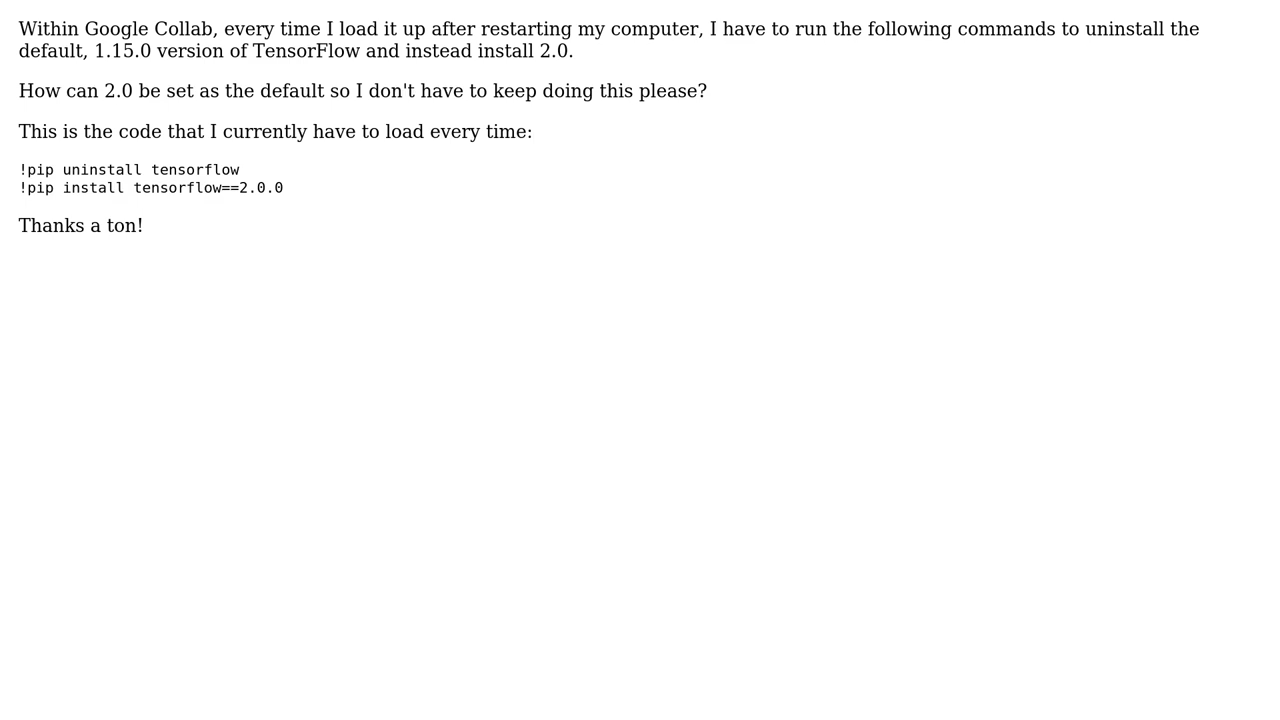 Within Google Collab, every time I load it up after restarting my computer, I have to run the following commands to uninstall the
default, 1.15.0 version of TensorFlow and instead install 2.0.
How can 2.0 be set as the default so I don't have to keep doing this please?
This is the code that I currently have to load every time:
!pip uninstall tensorflow
!pip install tensorflow==2.0.0
Thanks a ton!